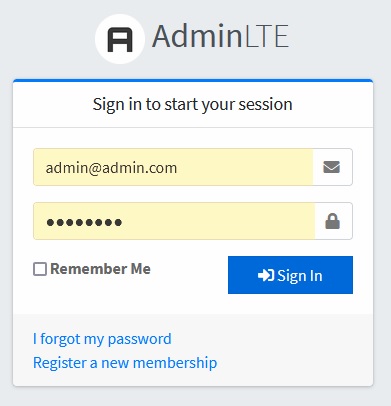 AdminLTE
Sign in to start your session
admin@admin.com
••••••••
Remember Me
Sign In
I forgot my password
Register a new membership